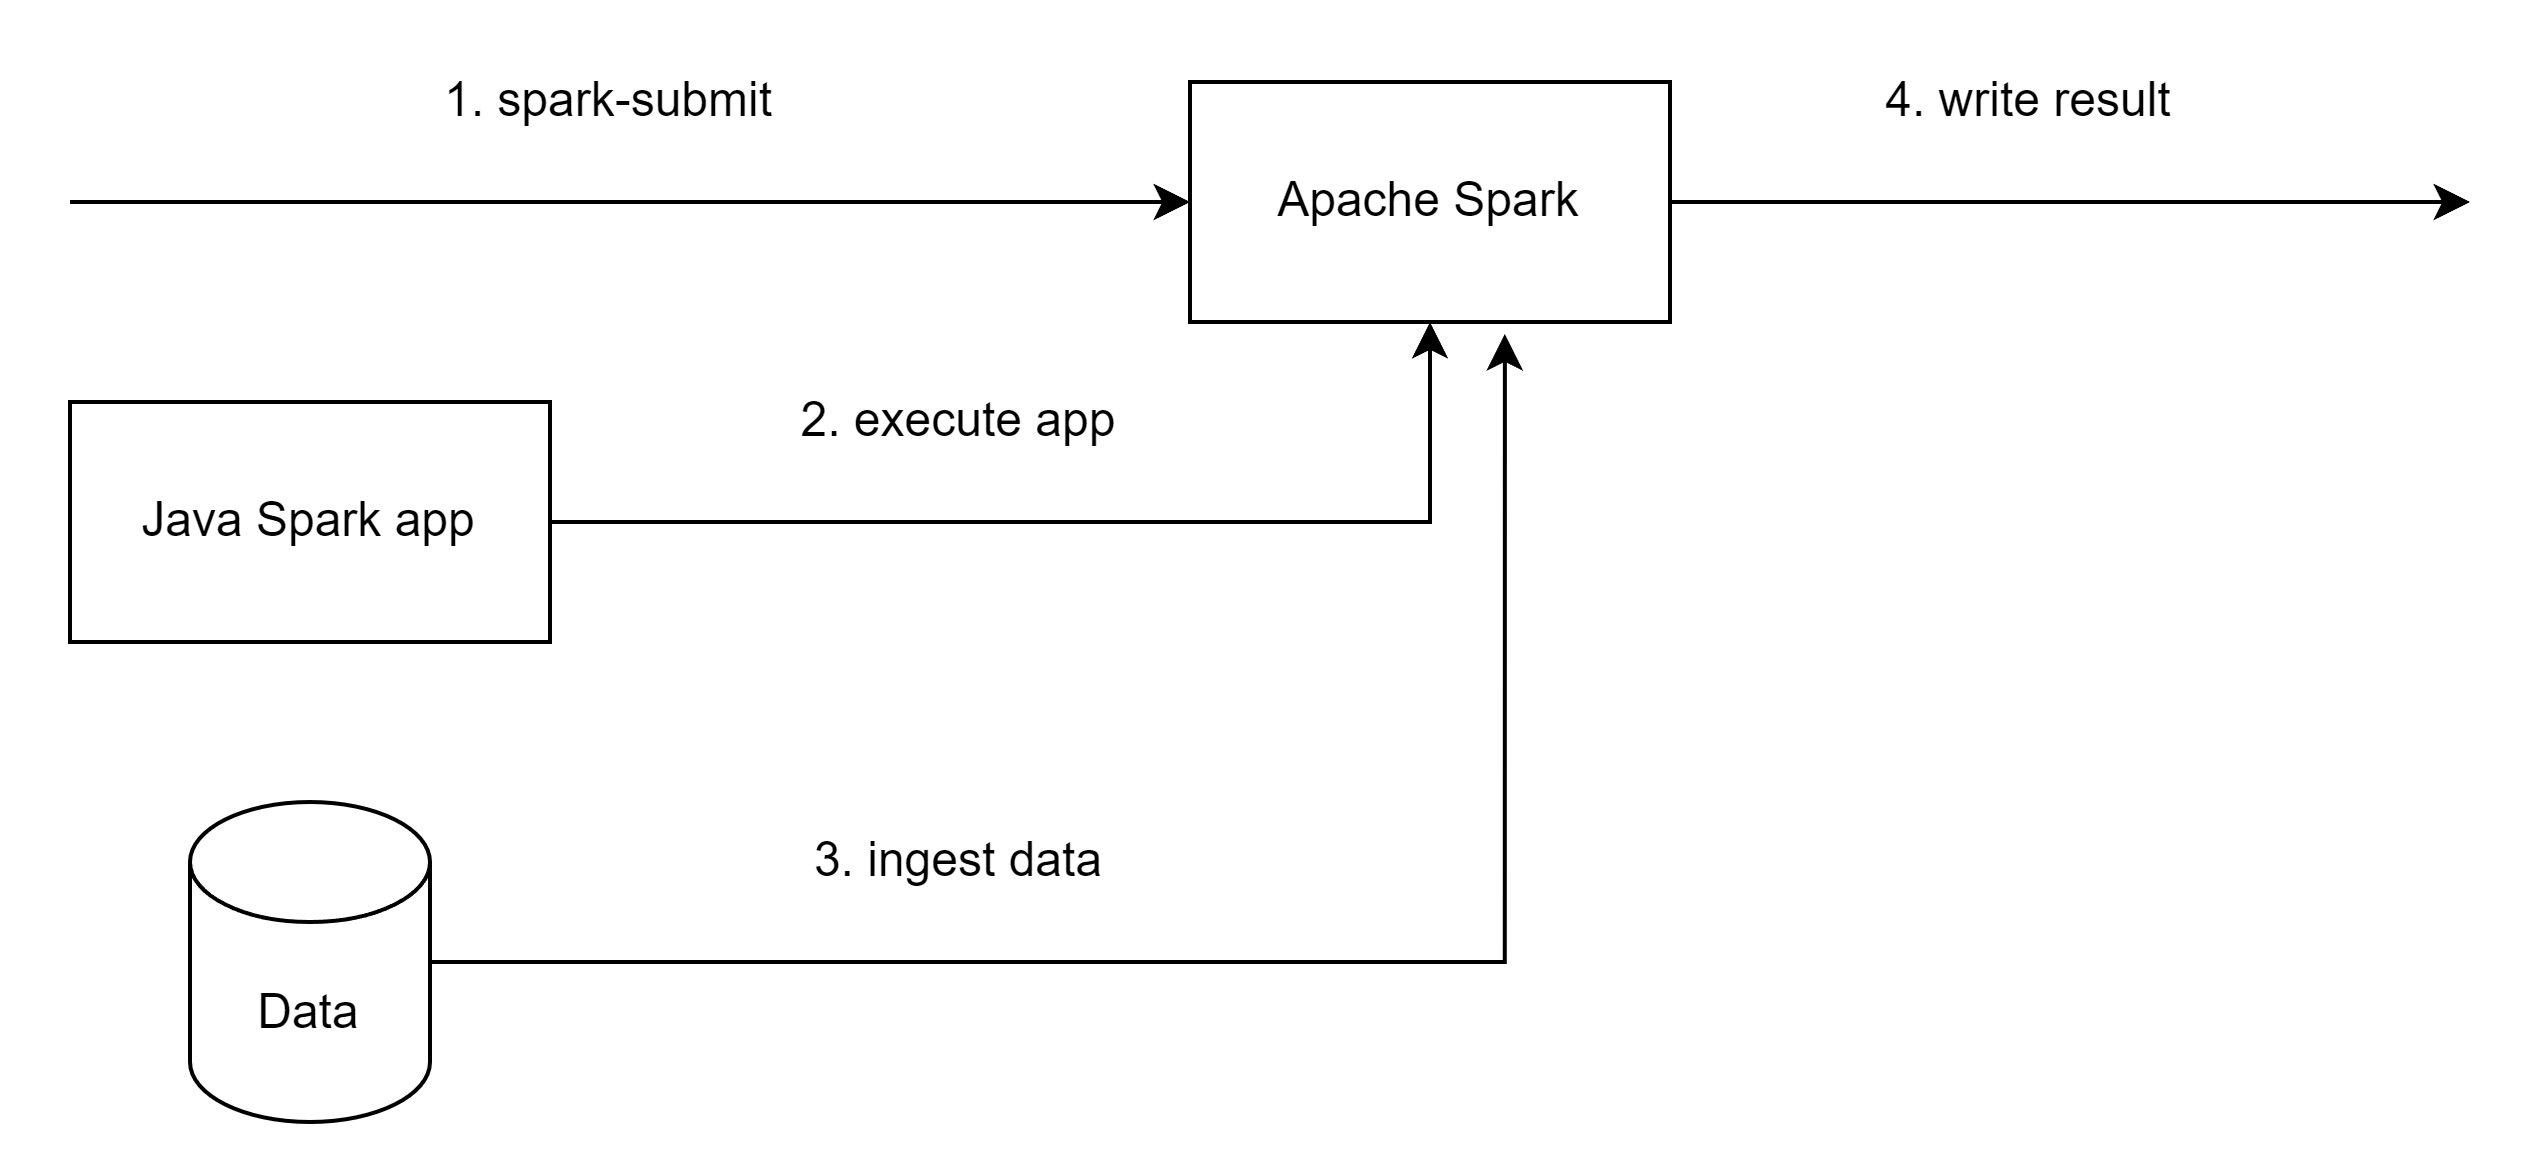 1. spark-submit
Apache Spark
4. write result
2. execute app
Java Spark app
3. ingest data
Data